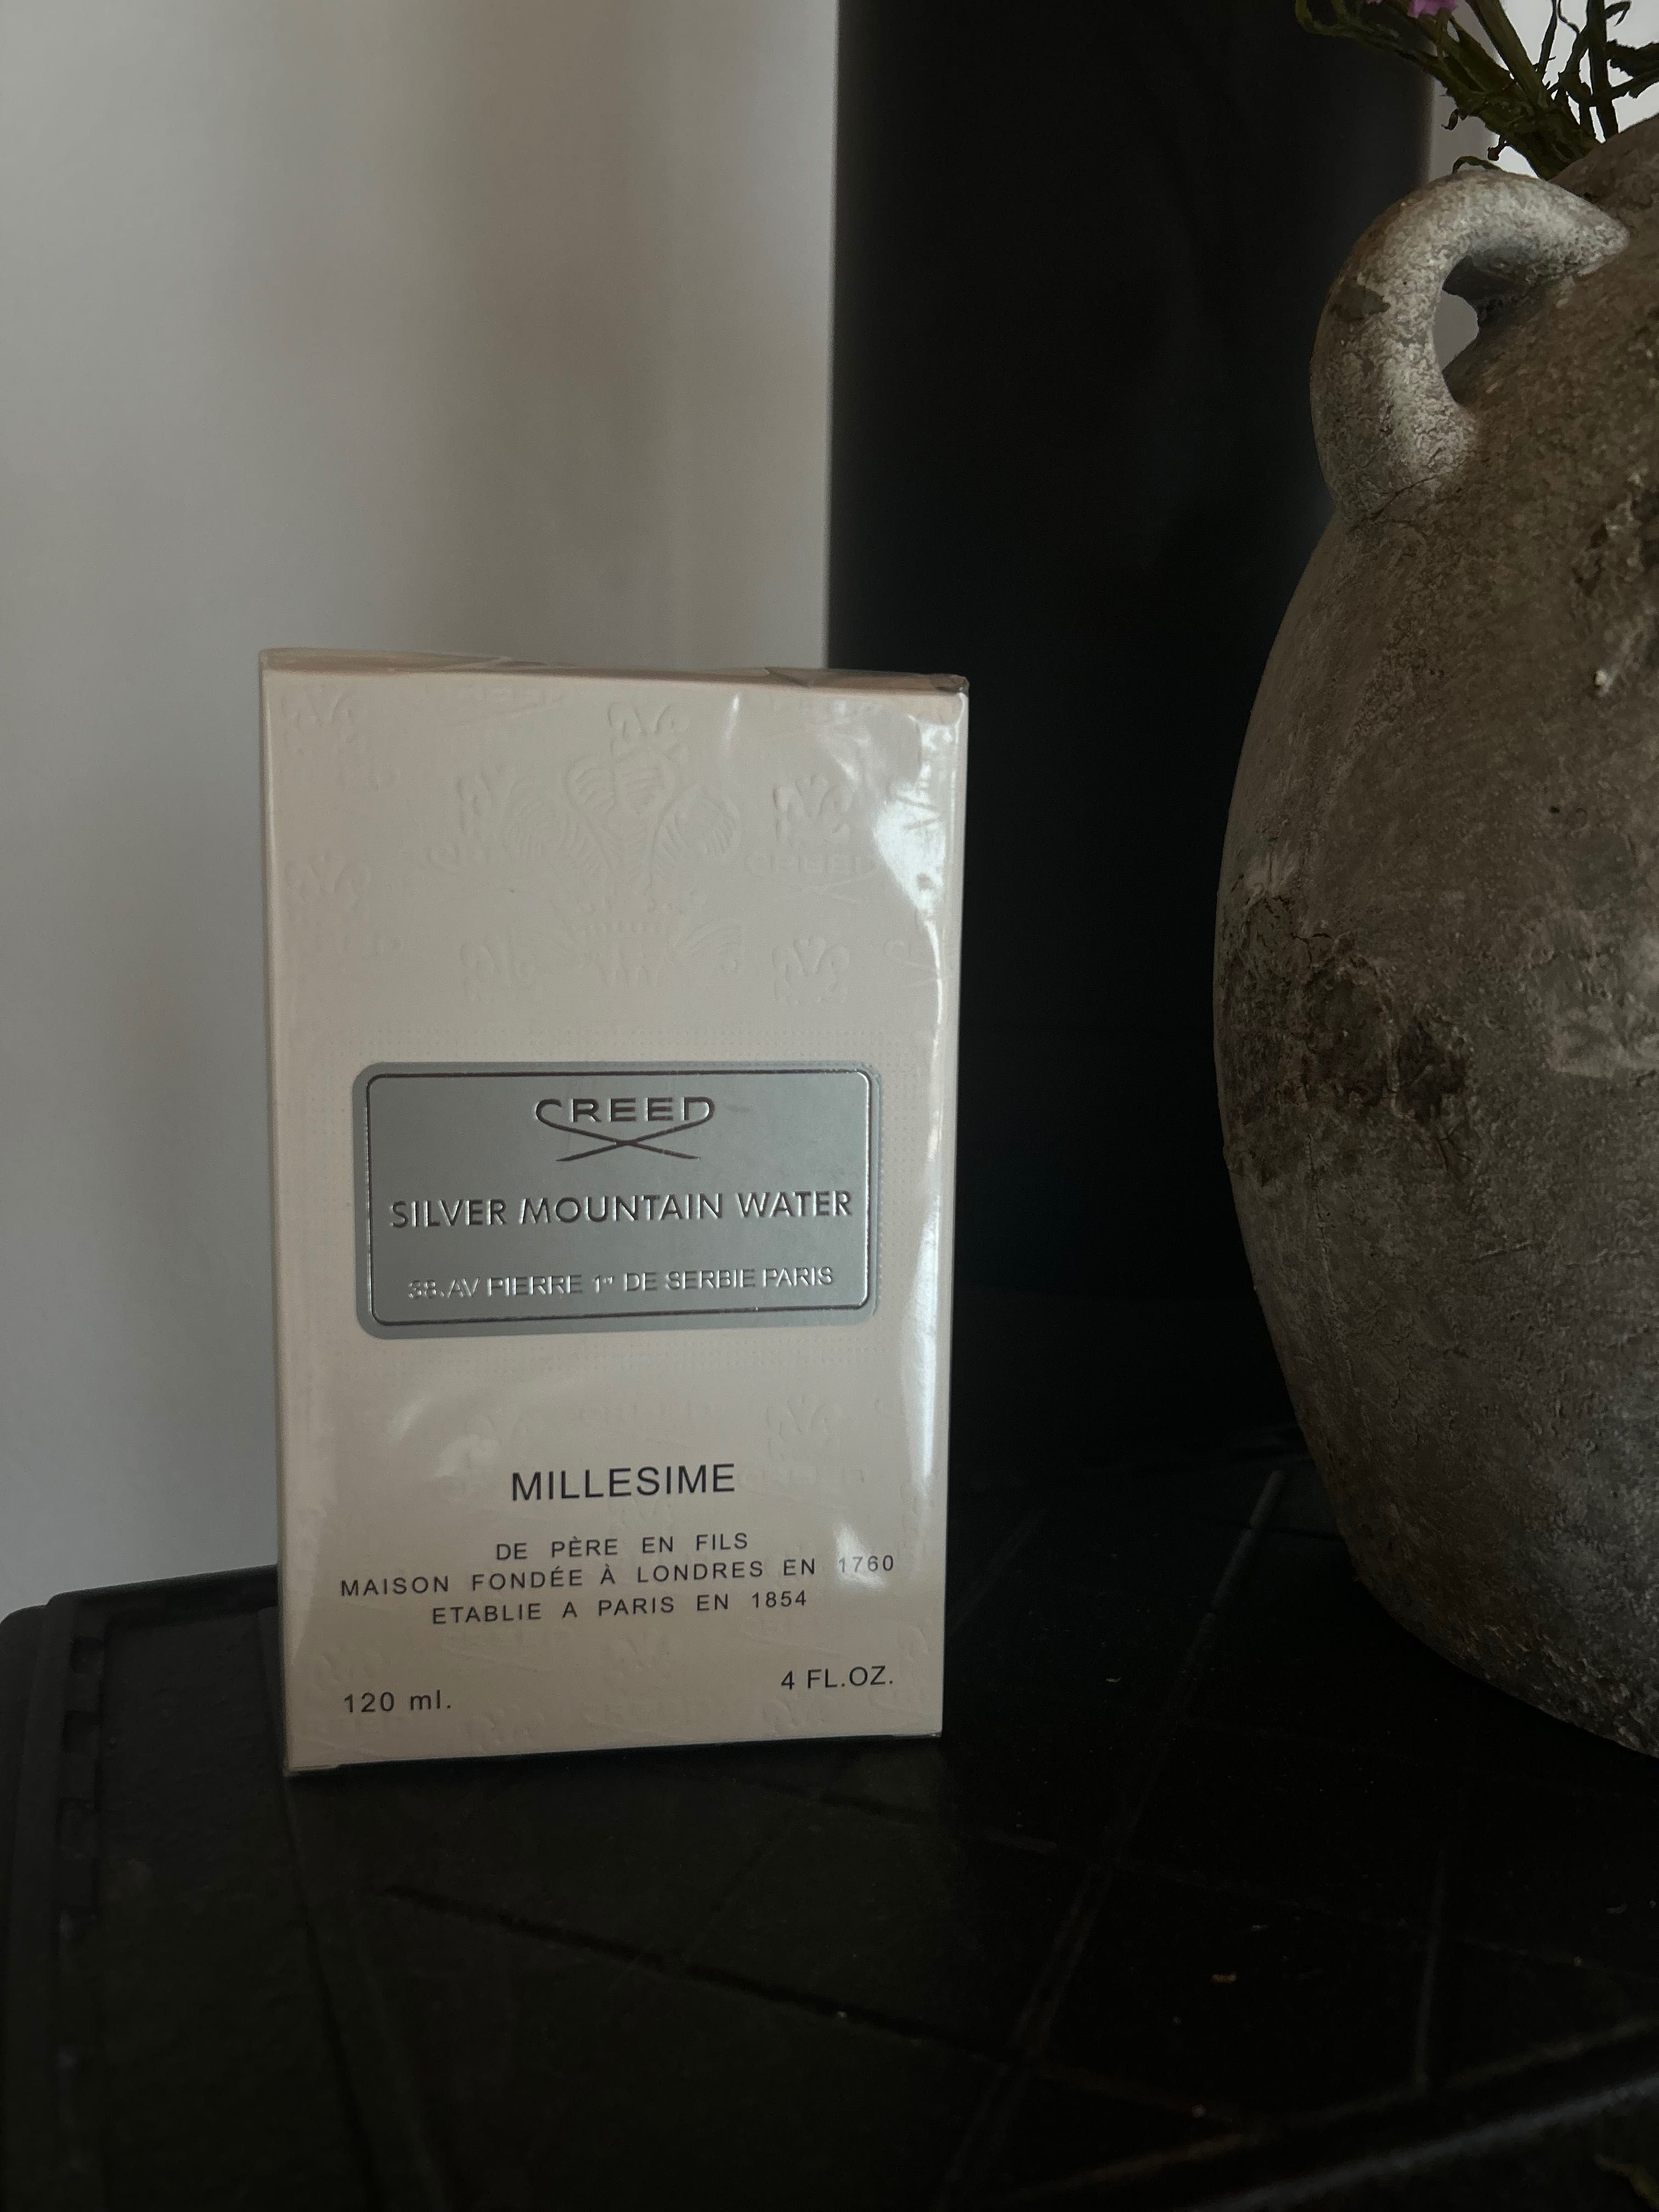 CREED
SILVER MOUNTAIN WATER
38.AV PIERRE 1er DE SERBIE PARIS
MILLESIME
DE PÈRE EN FILS
MAISON FONDÉE À LONDRES EN 1760
ETABLIE A PARIS EN 1854
120 ml.
4 FL.OZ.